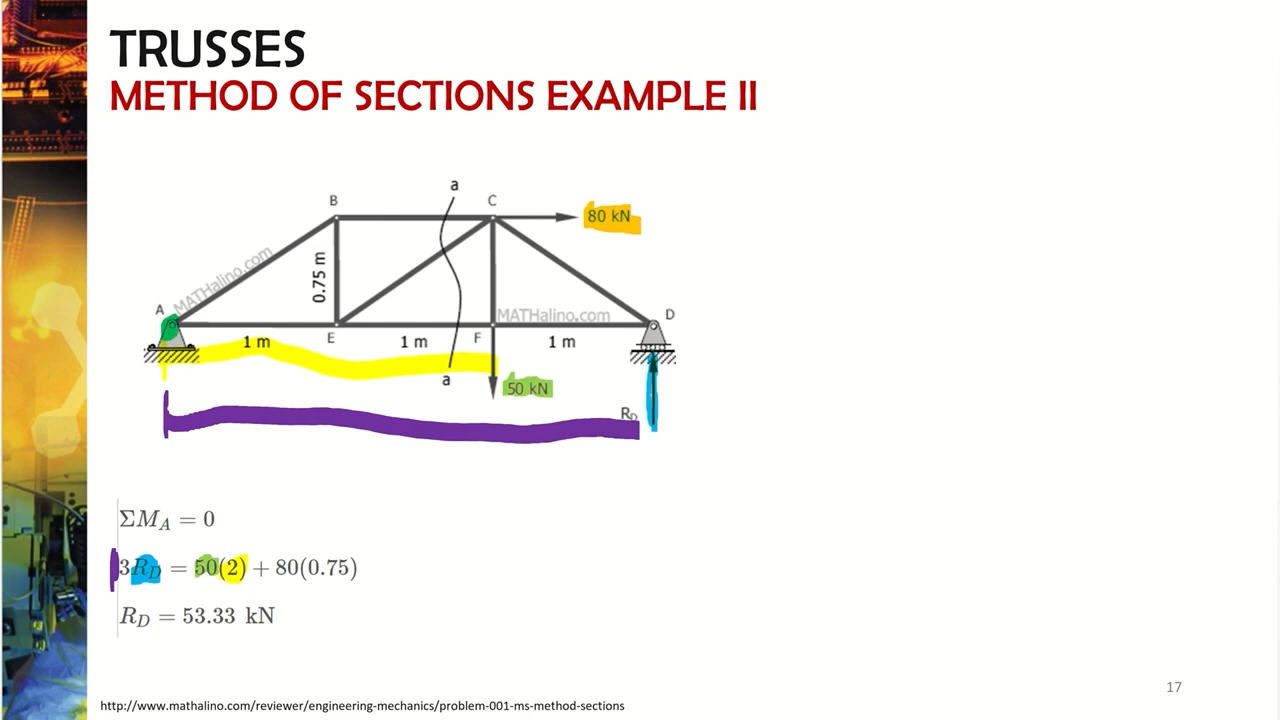 TRUSSES
METHOD OF SECTIONS EXAMPLE II
a
B
C
80 kN
MATHalino.com
0.75 m
A
MATHalino.com
D
1 m
E
1 m
F
1 m
a
50 kN
R_D
ΣM_A = 0
3R_D = 50(2) + 80(0.75)
R_D = 53.33 kN
17
http://www.mathalino.com/reviewer/engineering-mechanics/problem-001-ms-method-sections